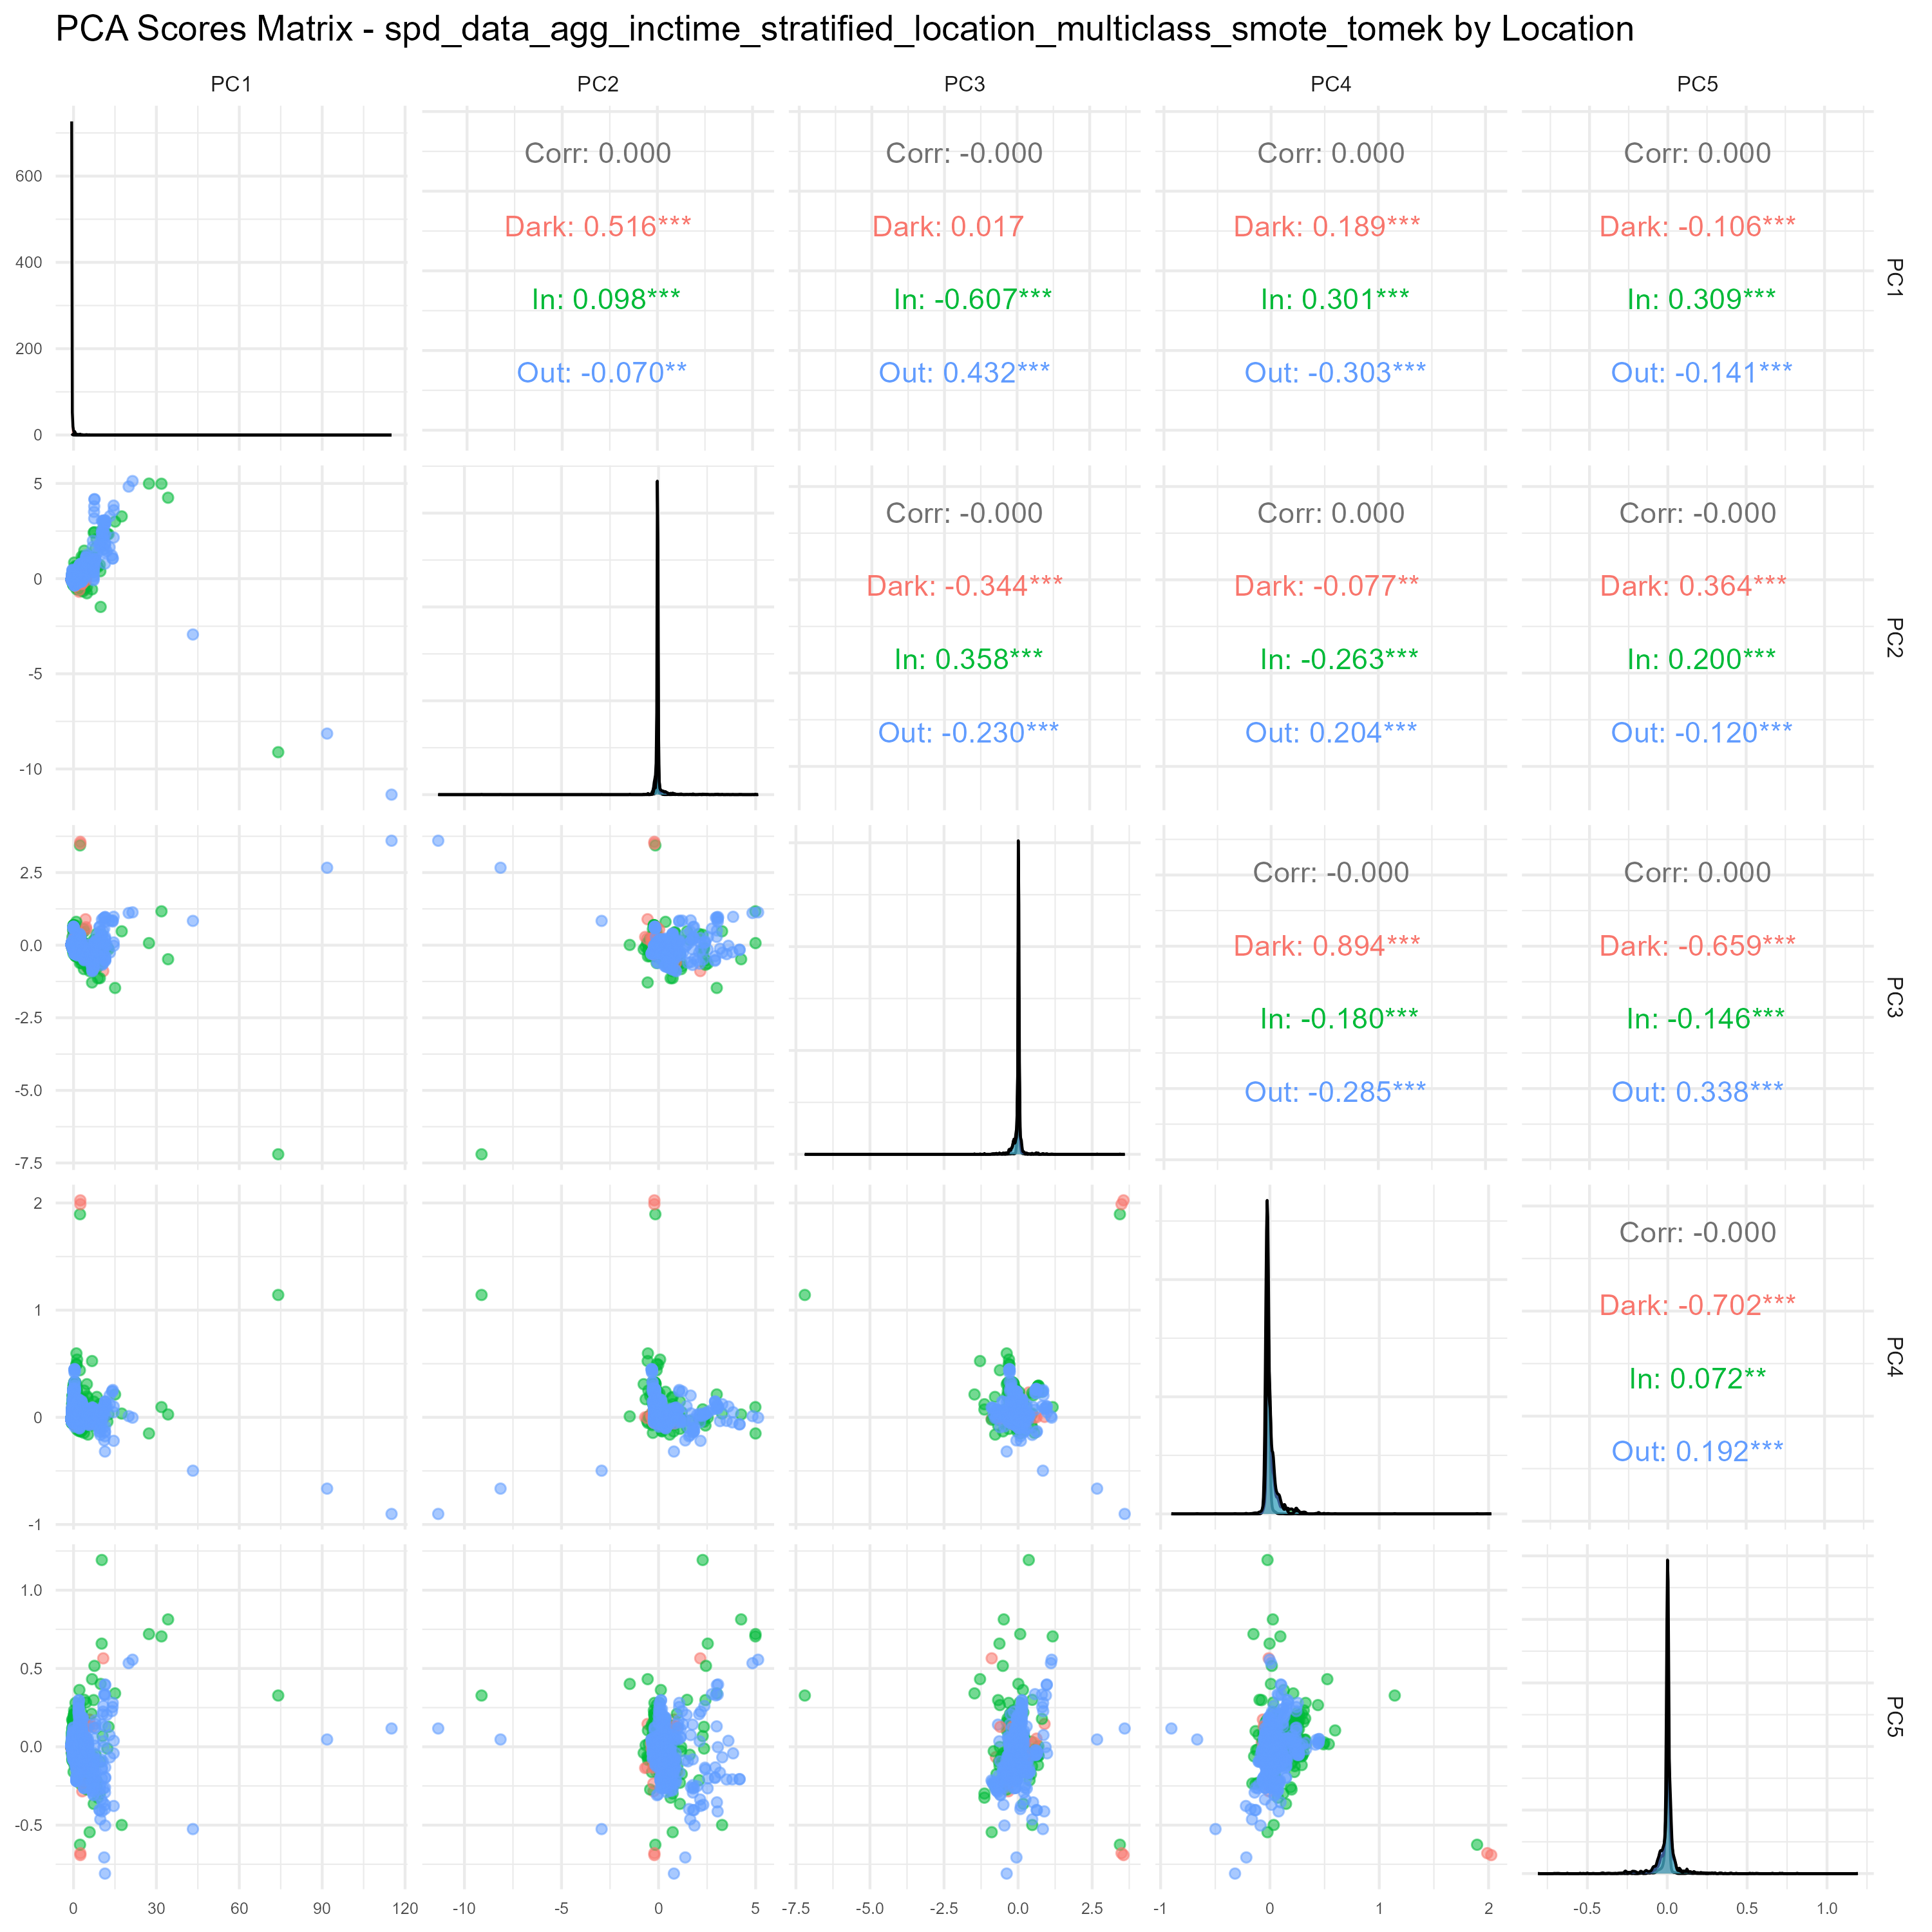 PCA Scores Matrix - spd_data_agg_inctime_stratified_location_multiclass_smote_tomek by Location
PC1 PC2 PC3 PC4 PC5
600
400
200
0
Corr: 0.000
Dark: 0.516***
In: 0.098***
Out: -0.070**
Corr: -0.000
Dark: 0.017
In: -0.607***
Out: 0.432***
Corr: 0.000
Dark: 0.189***
In: 0.301***
Out: -0.303***
Corr: 0.000
Dark: -0.106***
In: 0.309***
Out: -0.141***
PC1
5
0
-5
-10
Corr: -0.000
Dark: -0.344***
In: 0.358***
Out: -0.230***
Corr: 0.000
Dark: -0.077**
In: -0.263***
Out: 0.204***
Corr: -0.000
Dark: 0.364***
In: 0.200***
Out: -0.120***
PC2
2.5
0.0
-2.5
-5.0
-7.5
Corr: -0.000
Dark: 0.894***
In: -0.180***
Out: -0.285***
Corr: 0.000
Dark: -0.659***
In: -0.146***
Out: 0.338***
PC3
2
1
0
-1
Corr: -0.000
Dark: -0.702***
In: 0.072**
Out: 0.192***
PC4
1.0
0.5
0.0
-0.5
PC5
0 30 60 90 120
-10 -5 0 5
-7.5 -5.0 -2.5 0.0 2.5
-1 0 1 2
-0.5 0.0 0.5 1.0